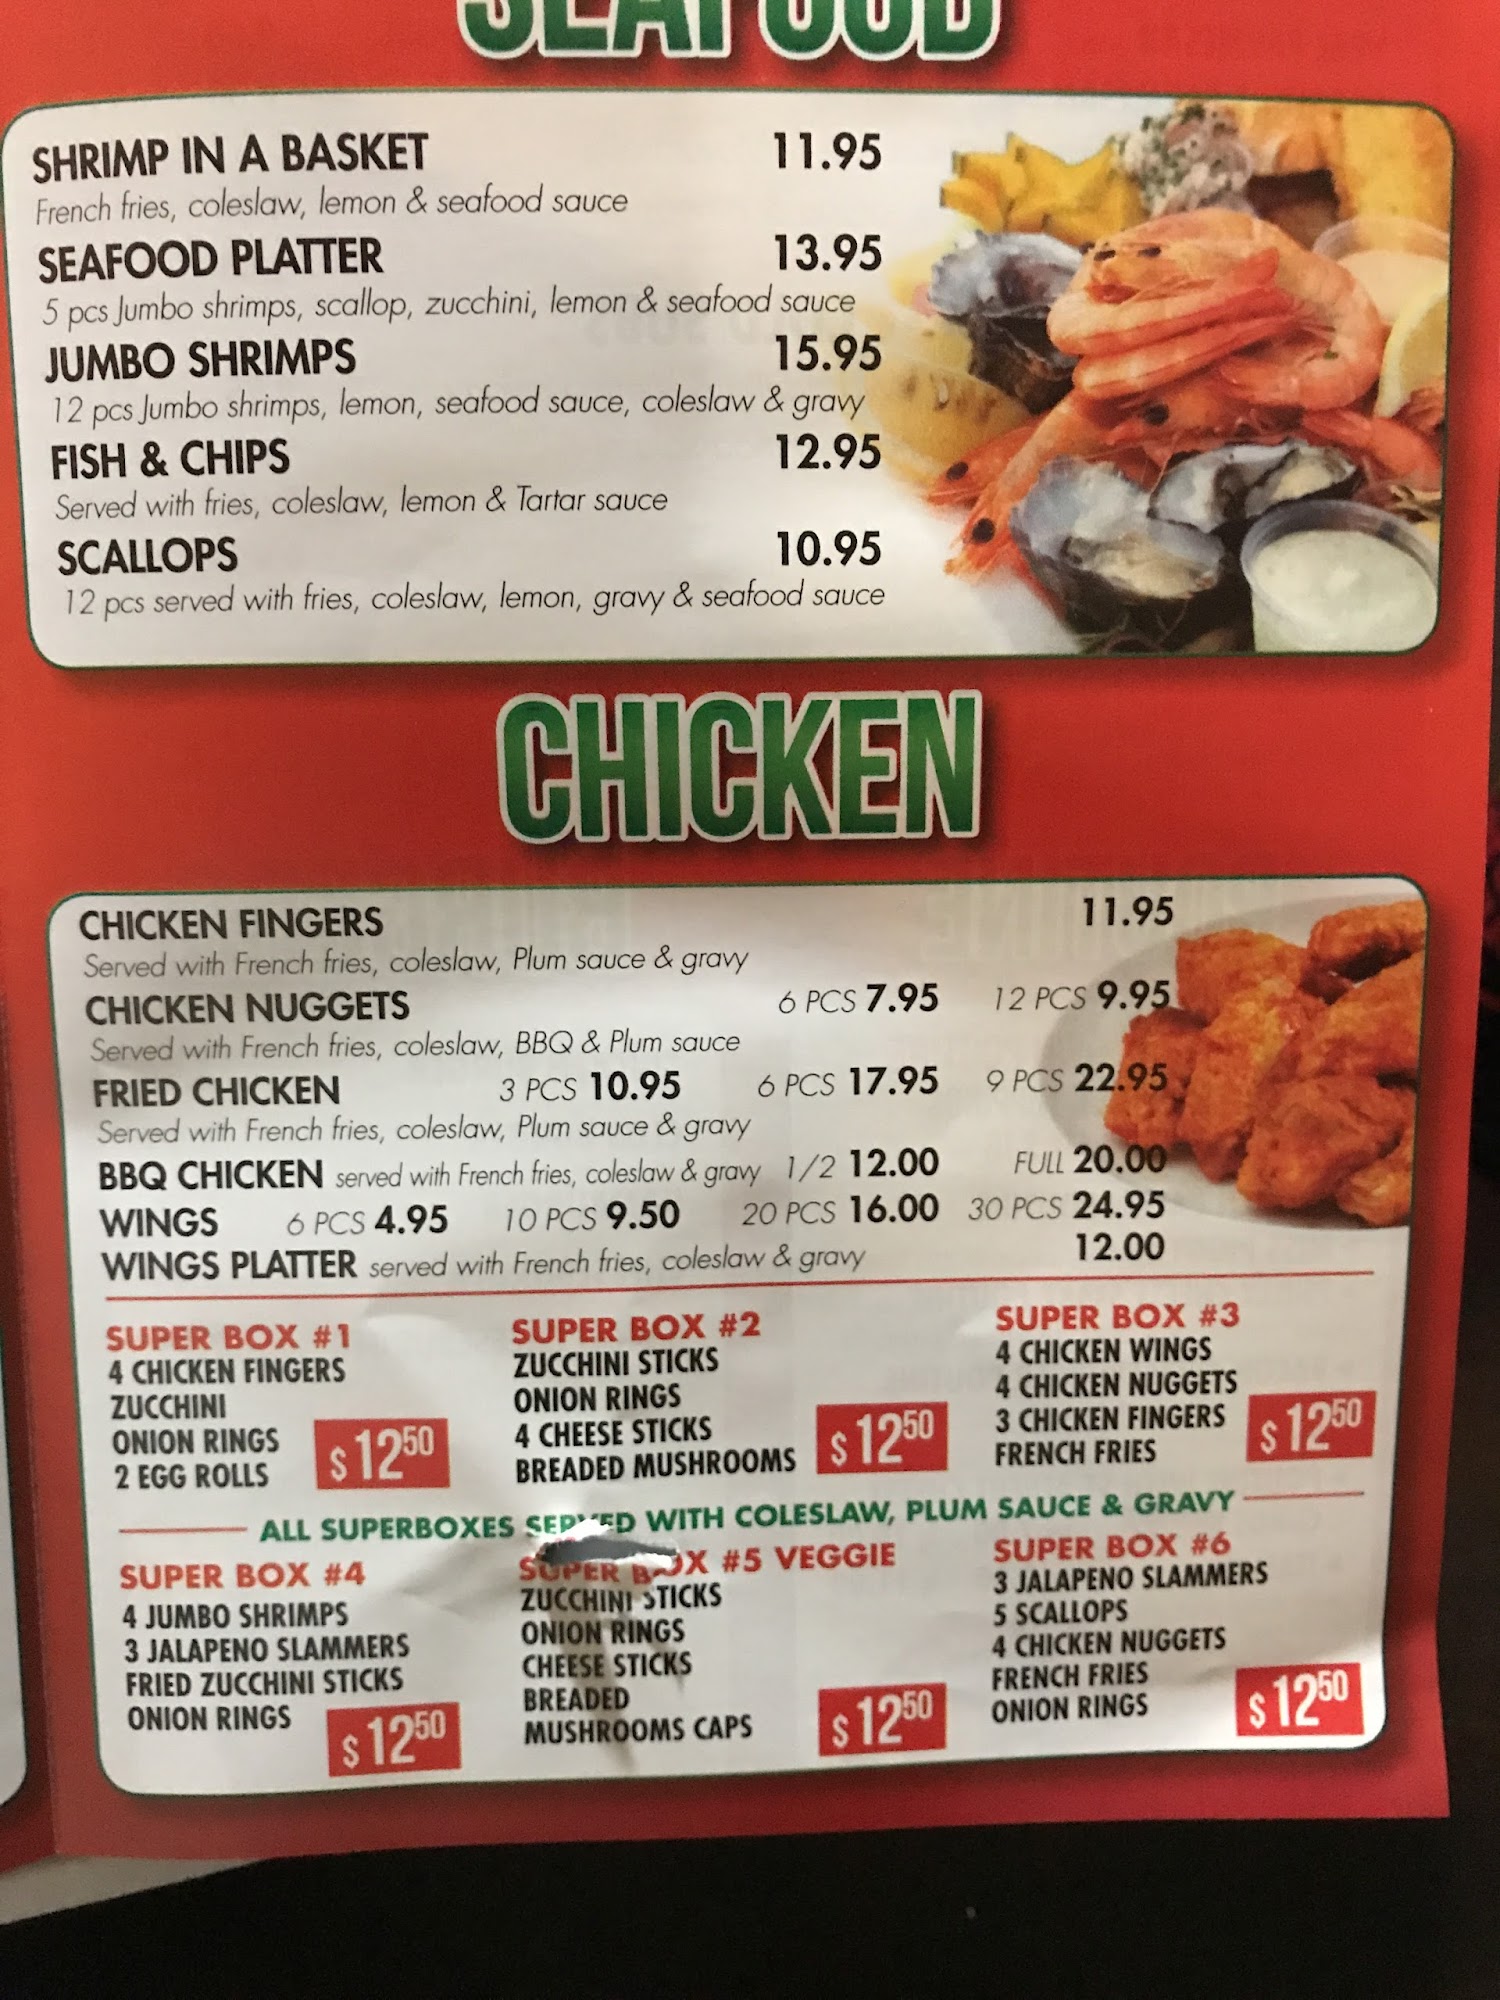 SEAFOOD
SHRIMP IN A BASKET 11.95
French fries, coleslaw, lemon & seafood sauce
SEAFOOD PLATTER 13.95
5 pcs Jumbo shrimps, scallop, zucchini, lemon & seafood sauce
JUMBO SHRIMPS 15.95
12 pcs Jumbo shrimps, lemon, seafood sauce, coleslaw & gravy
FISH & CHIPS 12.95
Served with fries, coleslaw, lemon & Tartar sauce
SCALLOPS 10.95
12 pcs served with fries, coleslaw, lemon, gravy & seafood sauce
CHICKEN
CHICKEN FINGERS 11.95
Served with French fries, coleslaw, Plum sauce & gravy
CHICKEN NUGGETS 6 PCS 7.95 12 PCS 9.95
Served with French fries, coleslaw, BBQ & Plum sauce
FRIED CHICKEN 3 PCS 10.95 6 PCS 17.95 9 PCS 22.95
Served with French fries, coleslaw, Plum sauce & gravy
BBQ CHICKEN served with French fries, coleslaw & gravy 1/2 12.00 FULL 20.00
WINGS 6 PCS 4.95 10 PCS 9.50 20 PCS 16.00 30 PCS 24.95
WINGS PLATTER served with French fries, coleslaw & gravy 12.00
SUPER BOX #1
4 CHICKEN FINGERS
ZUCCHINI
ONION RINGS
2 EGG ROLLS
$ 12 50
SUPER BOX #2
ZUCCHINI STICKS
ONION RINGS
4 CHEESE STICKS
BREADED MUSHROOMS
$ 12 50
SUPER BOX #3
4 CHICKEN WINGS
4 CHICKEN NUGGETS
3 CHICKEN FINGERS
FRENCH FRIES
$ 12 50
ALL SUPERBOXES SERVED WITH COLESLAW, PLUM SAUCE & GRAVY
SUPER BOX #4
4 JUMBO SHRIMPS
3 JALAPENO SLAMMERS
FRIED ZUCCHINI STICKS
ONION RINGS
$ 12 50
SUPER BOX #5 VEGGIE
ZUCCHINI STICKS
ONION RINGS
CHEESE STICKS
BREADED
MUSHROOMS CAPS
$ 12 50
SUPER BOX #6
3 JALAPENO SLAMMERS
5 SCALLOPS
4 CHICKEN NUGGETS
FRENCH FRIES
ONION RINGS
$ 12 50